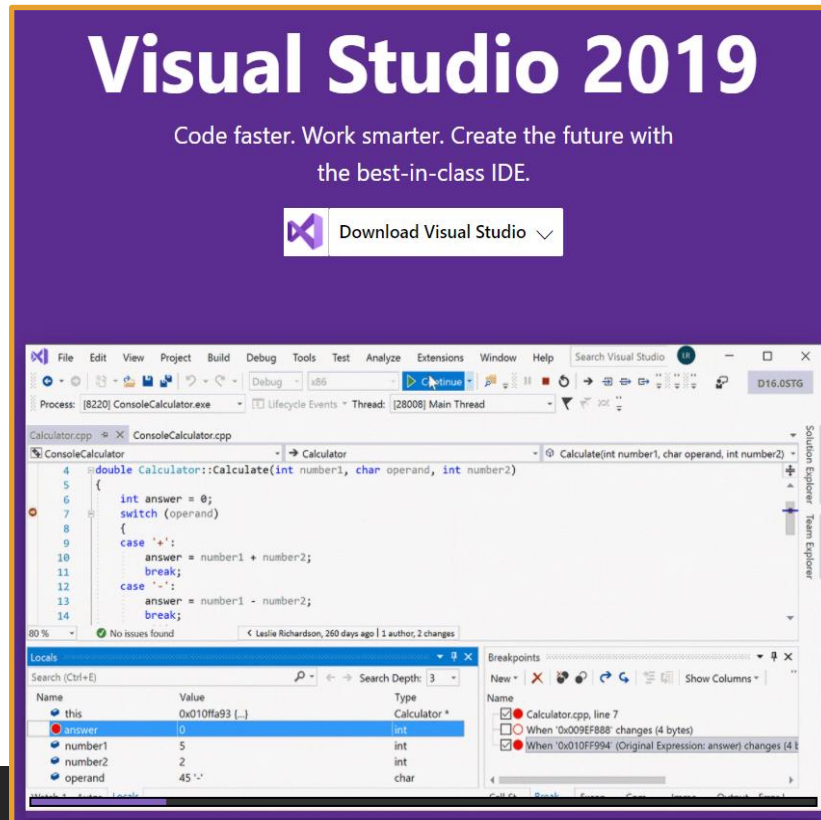 Visual Studio 2019
Code faster. Work smarter. Create the future with
the best-in-class IDE.
Download Visual Studio
File Edit View Project Build Debug Tools Test Analyze Extensions Window Help Search Visual Studio LR
Debug x86 Continue D16.0STG
Process: [8220] ConsoleCalculator.exe Lifecycle Events Thread: [28008] Main Thread
Calculator.cpp ConsoleCalculator.cpp
ConsoleCalculator Calculator Calculate(int number1, char operand, int number2)
4 double Calculator::Calculate(int number1, char operand, int number2)
5 {
6 int answer = 0;
7 switch (operand)
8 {
9 case '+':
10 answer = number1 + number2;
11 break;
12 case '-':
13 answer = number1 - number2;
14 break;
Solution Explorer
Team Explorer
80 % No issues found < Leslie Richardson, 260 days ago | 1 author, 2 changes
Locals
Search (Ctrl+E) Search Depth: 3
Name Value Type
this 0x010ffa93 {...} Calculator *
answer 0 int
number1 5 int
number2 2 int
operand 45 '-' char
Breakpoints
New Show Columns
Name
Calculator.cpp, line 7
When '0x009EF888' changes (4 bytes)
When '0x010FF994' (Original Expression: answer) changes (4 b